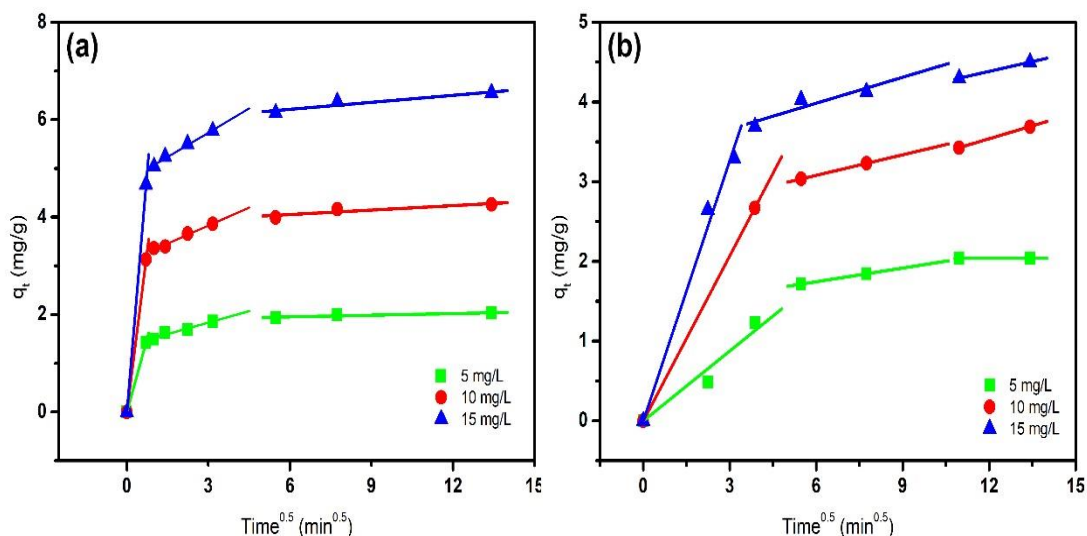 (a)
8
6
4
2
0
qt (mg/g)
0 3 6 9 12 15
Time0.5 (min0.5)
5 mg/L
10 mg/L
15 mg/L
(b)
5
4
3
2
1
0
qt (mg/g)
0 3 6 9 12 15
Time0.5 (min0.5)
5 mg/L
10 mg/L
15 mg/L